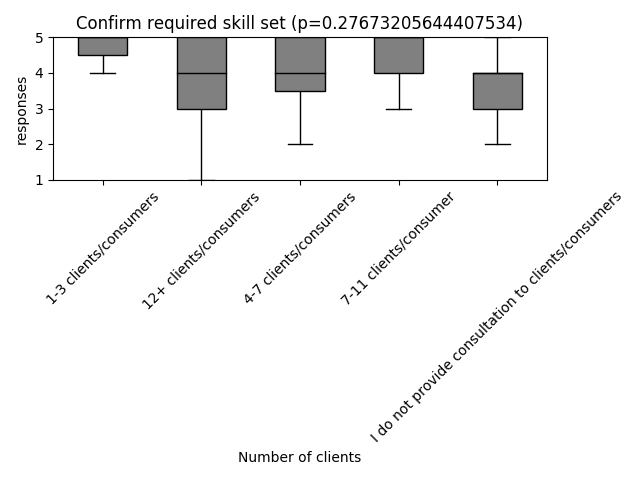 Confirm required skill set (p=0.27673205644407534)
responses
5
4
3
2
1
1-3 clients/consumers
12+ clients/consumers
4-7 clients/consumers
7-11 clients/consumer
I do not provide consultation to clients/consumers
Number of clients